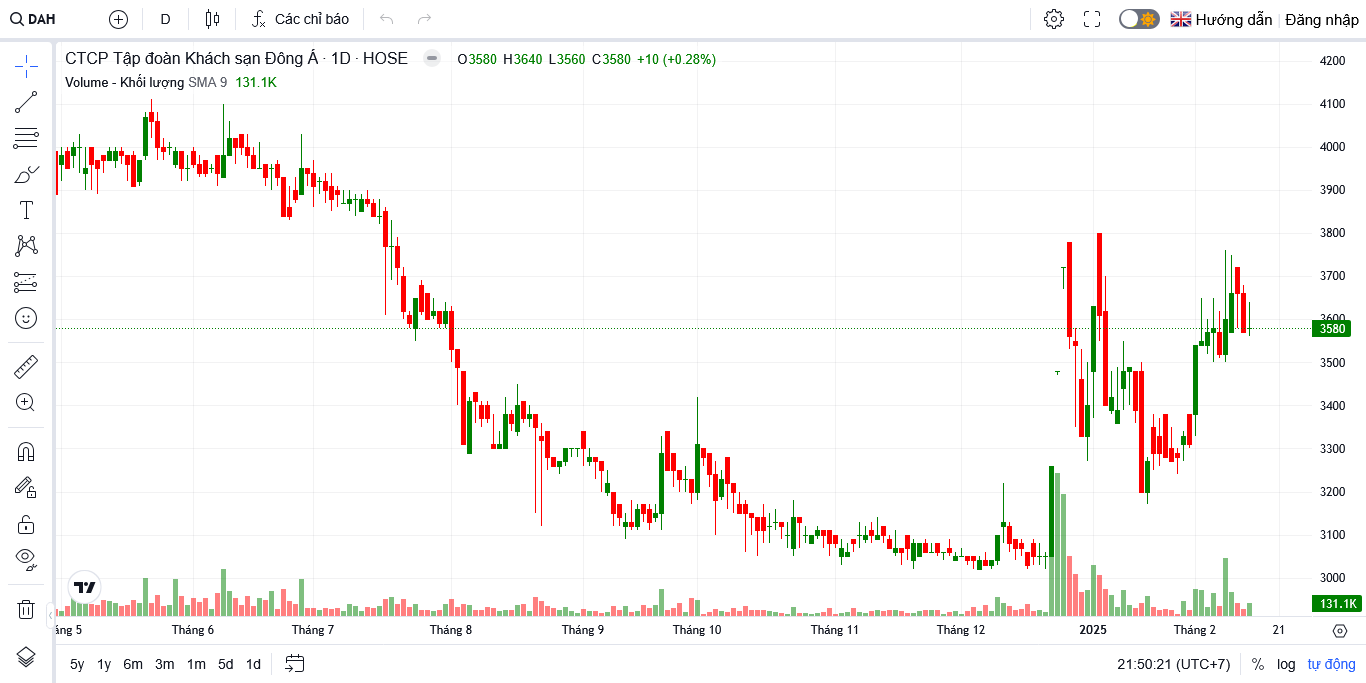 DAH D Các chỉ báo Hướng dẫn Đăng nhập
CTCP Tập đoàn Khách sạn Đông Á · 1D · HOSE O3580 H3640 L3560 C3580 +10 (+0.28%)
Volume - Khối lượng SMA 9 131.1K
4200
4100
4000
3900
3800
3700
3600
3580
3500
3400
3300
3200
3100
3000
131.1K
áng 5 Tháng 6 Tháng 7 Tháng 8 Tháng 9 Tháng 10 Tháng 11 Tháng 12 2025 Tháng 2 21
5y 1y 6m 3m 1m 5d 1d 21:50:21 (UTC+7) % log tự động